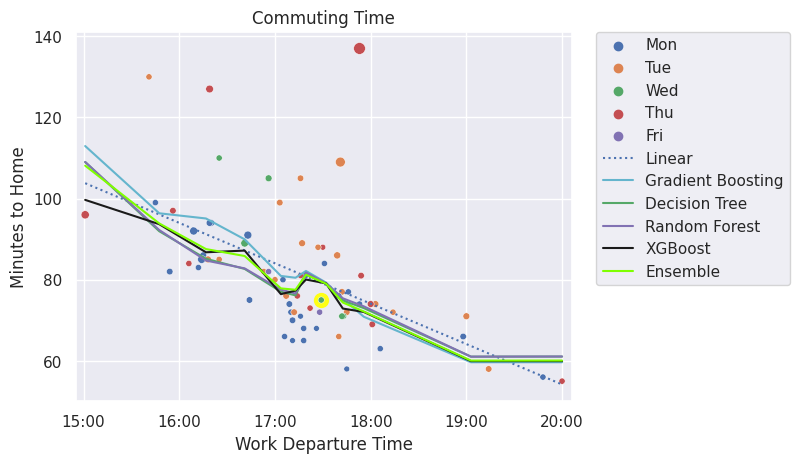 Commuting Time
Minutes to Home
140
120
100
80
60
15:00
16:00
17:00
18:00
19:00
20:00
Work Departure Time
Mon
Tue
Wed
Thu
Fri
Linear
Gradient Boosting
Decision Tree
Random Forest
XGBoost
Ensemble